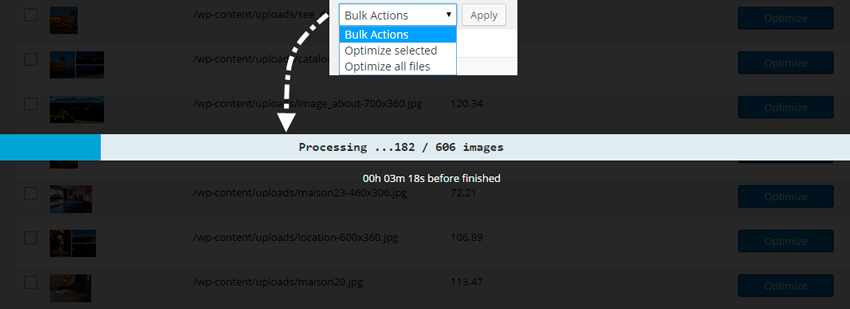 /wp-content/uploads/see_
Bulk Actions
Apply
Optimize
Bulk Actions
Optimize selected
Optimize all files
/wp-content/uploads/catalo
Optimize
/wp-content/uploads/image_about-700x360.jpg 120.34 Optimize
Processing ...182 / 606 images
00h 03m 18s before finished
/wp-content/uploads/maison23-460x306.jpg 72.21 Optimize
/wp-content/uploads/location-600x360.jpg 106.89 Optimize
/wp-content/uploads/maison20.jpg 113.47 Optimize